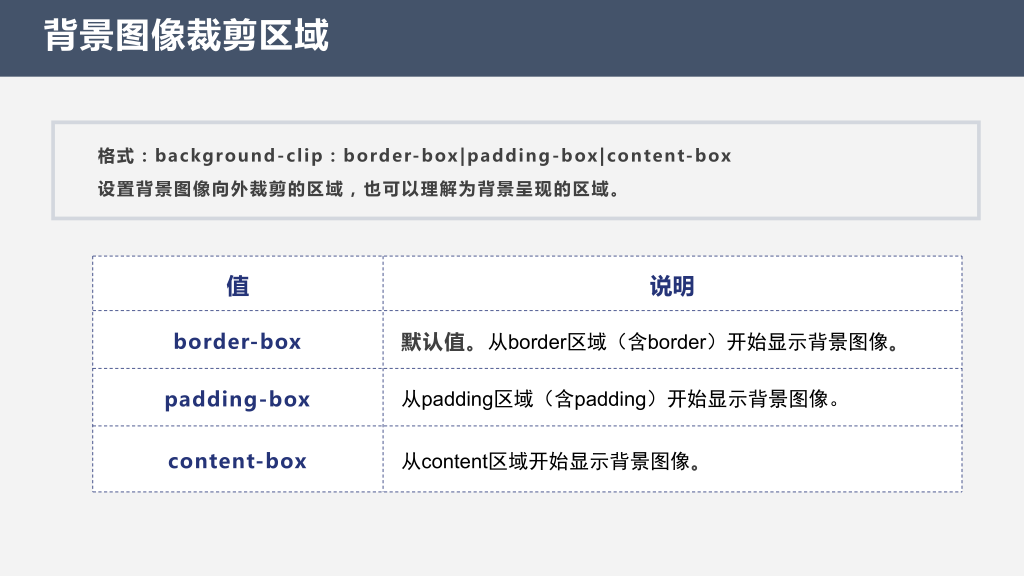 背景图像裁剪区域
格式：background-clip：border-box|padding-box|content-box
设置背景图像向外裁剪的区域，也可以理解为背景呈现的区域。
值 说明
border-box 默认值。从border区域（含border）开始显示背景图像。
padding-box 从padding区域（含padding）开始显示背景图像。
content-box 从content区域开始显示背景图像。